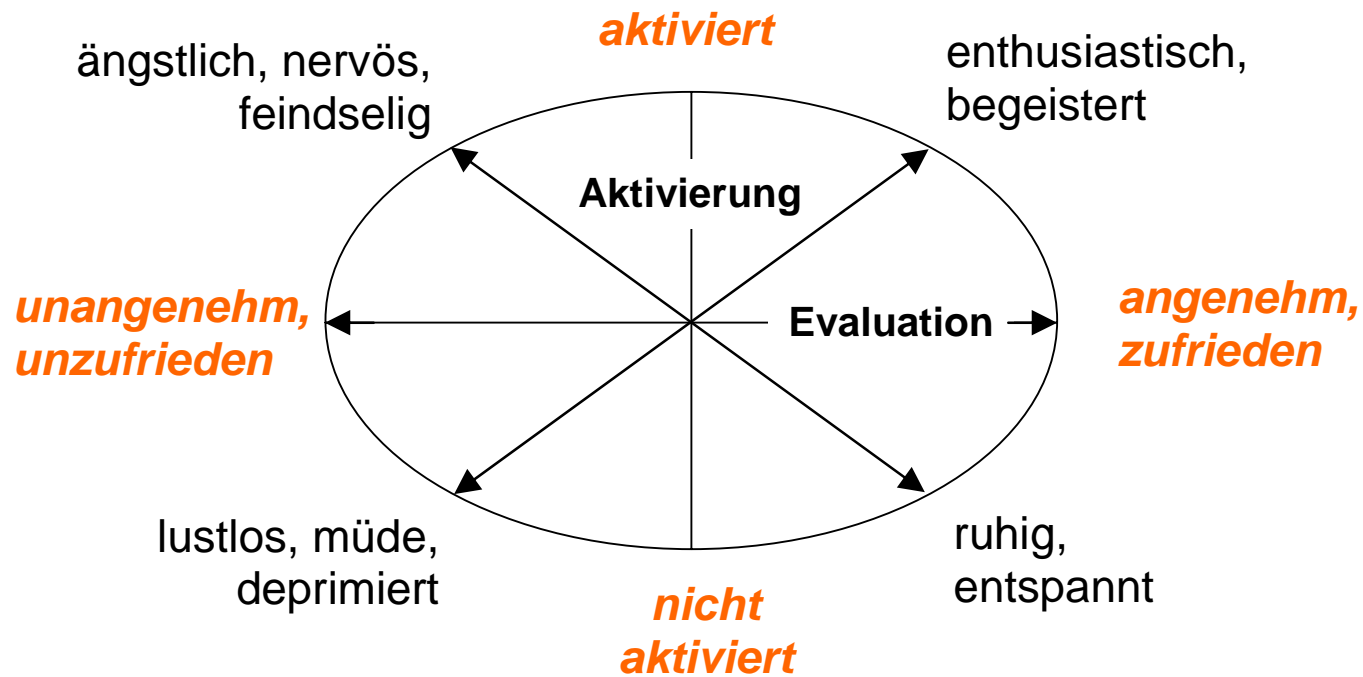 aktiviert
ängstlich, nervös,
feindselig
enthusiastisch,
begeistert
Aktivierung
unangenehm,
unzufrieden
Evaluation
angenehm,
zufrieden
lustlos, müde,
deprimiert
ruhig,
entspannt
nicht
aktiviert